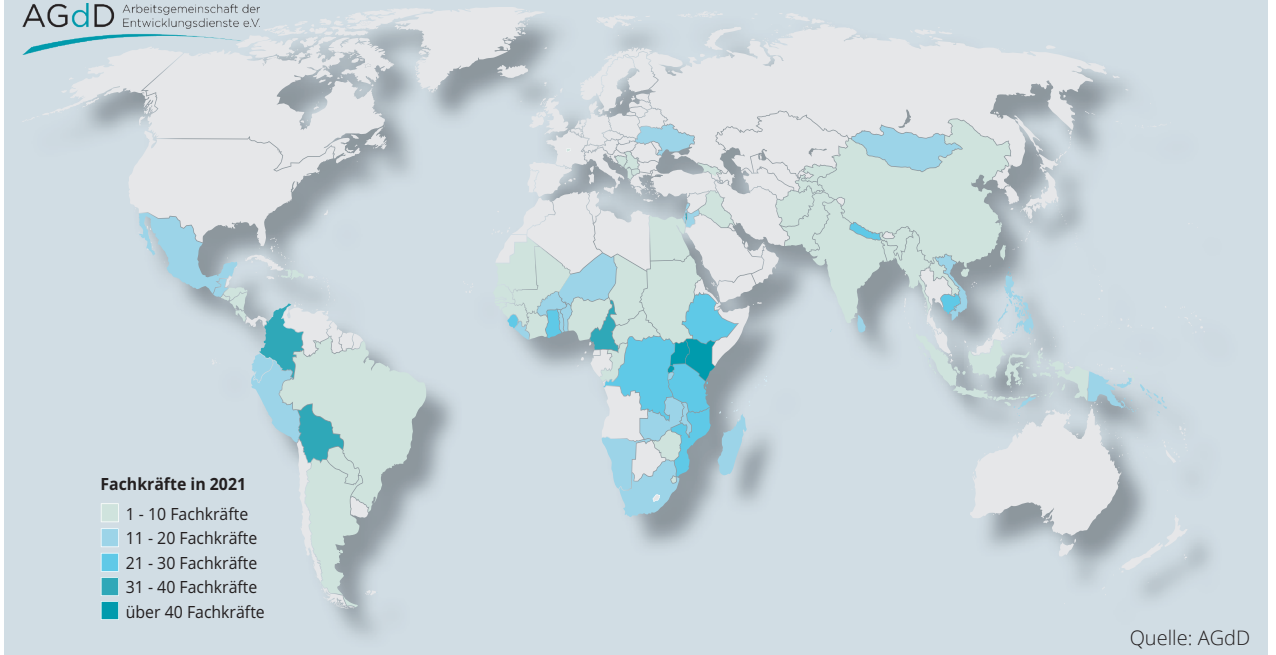 AGdD
Arbeitsgemeinschaft der
Entwicklungsdienste e.V.
Fachkräfte in 2021
1 - 10 Fachkräfte
11 - 20 Fachkräfte
21 - 30 Fachkräfte
31 - 40 Fachkräfte
über 40 Fachkräfte
Quelle: AGdD